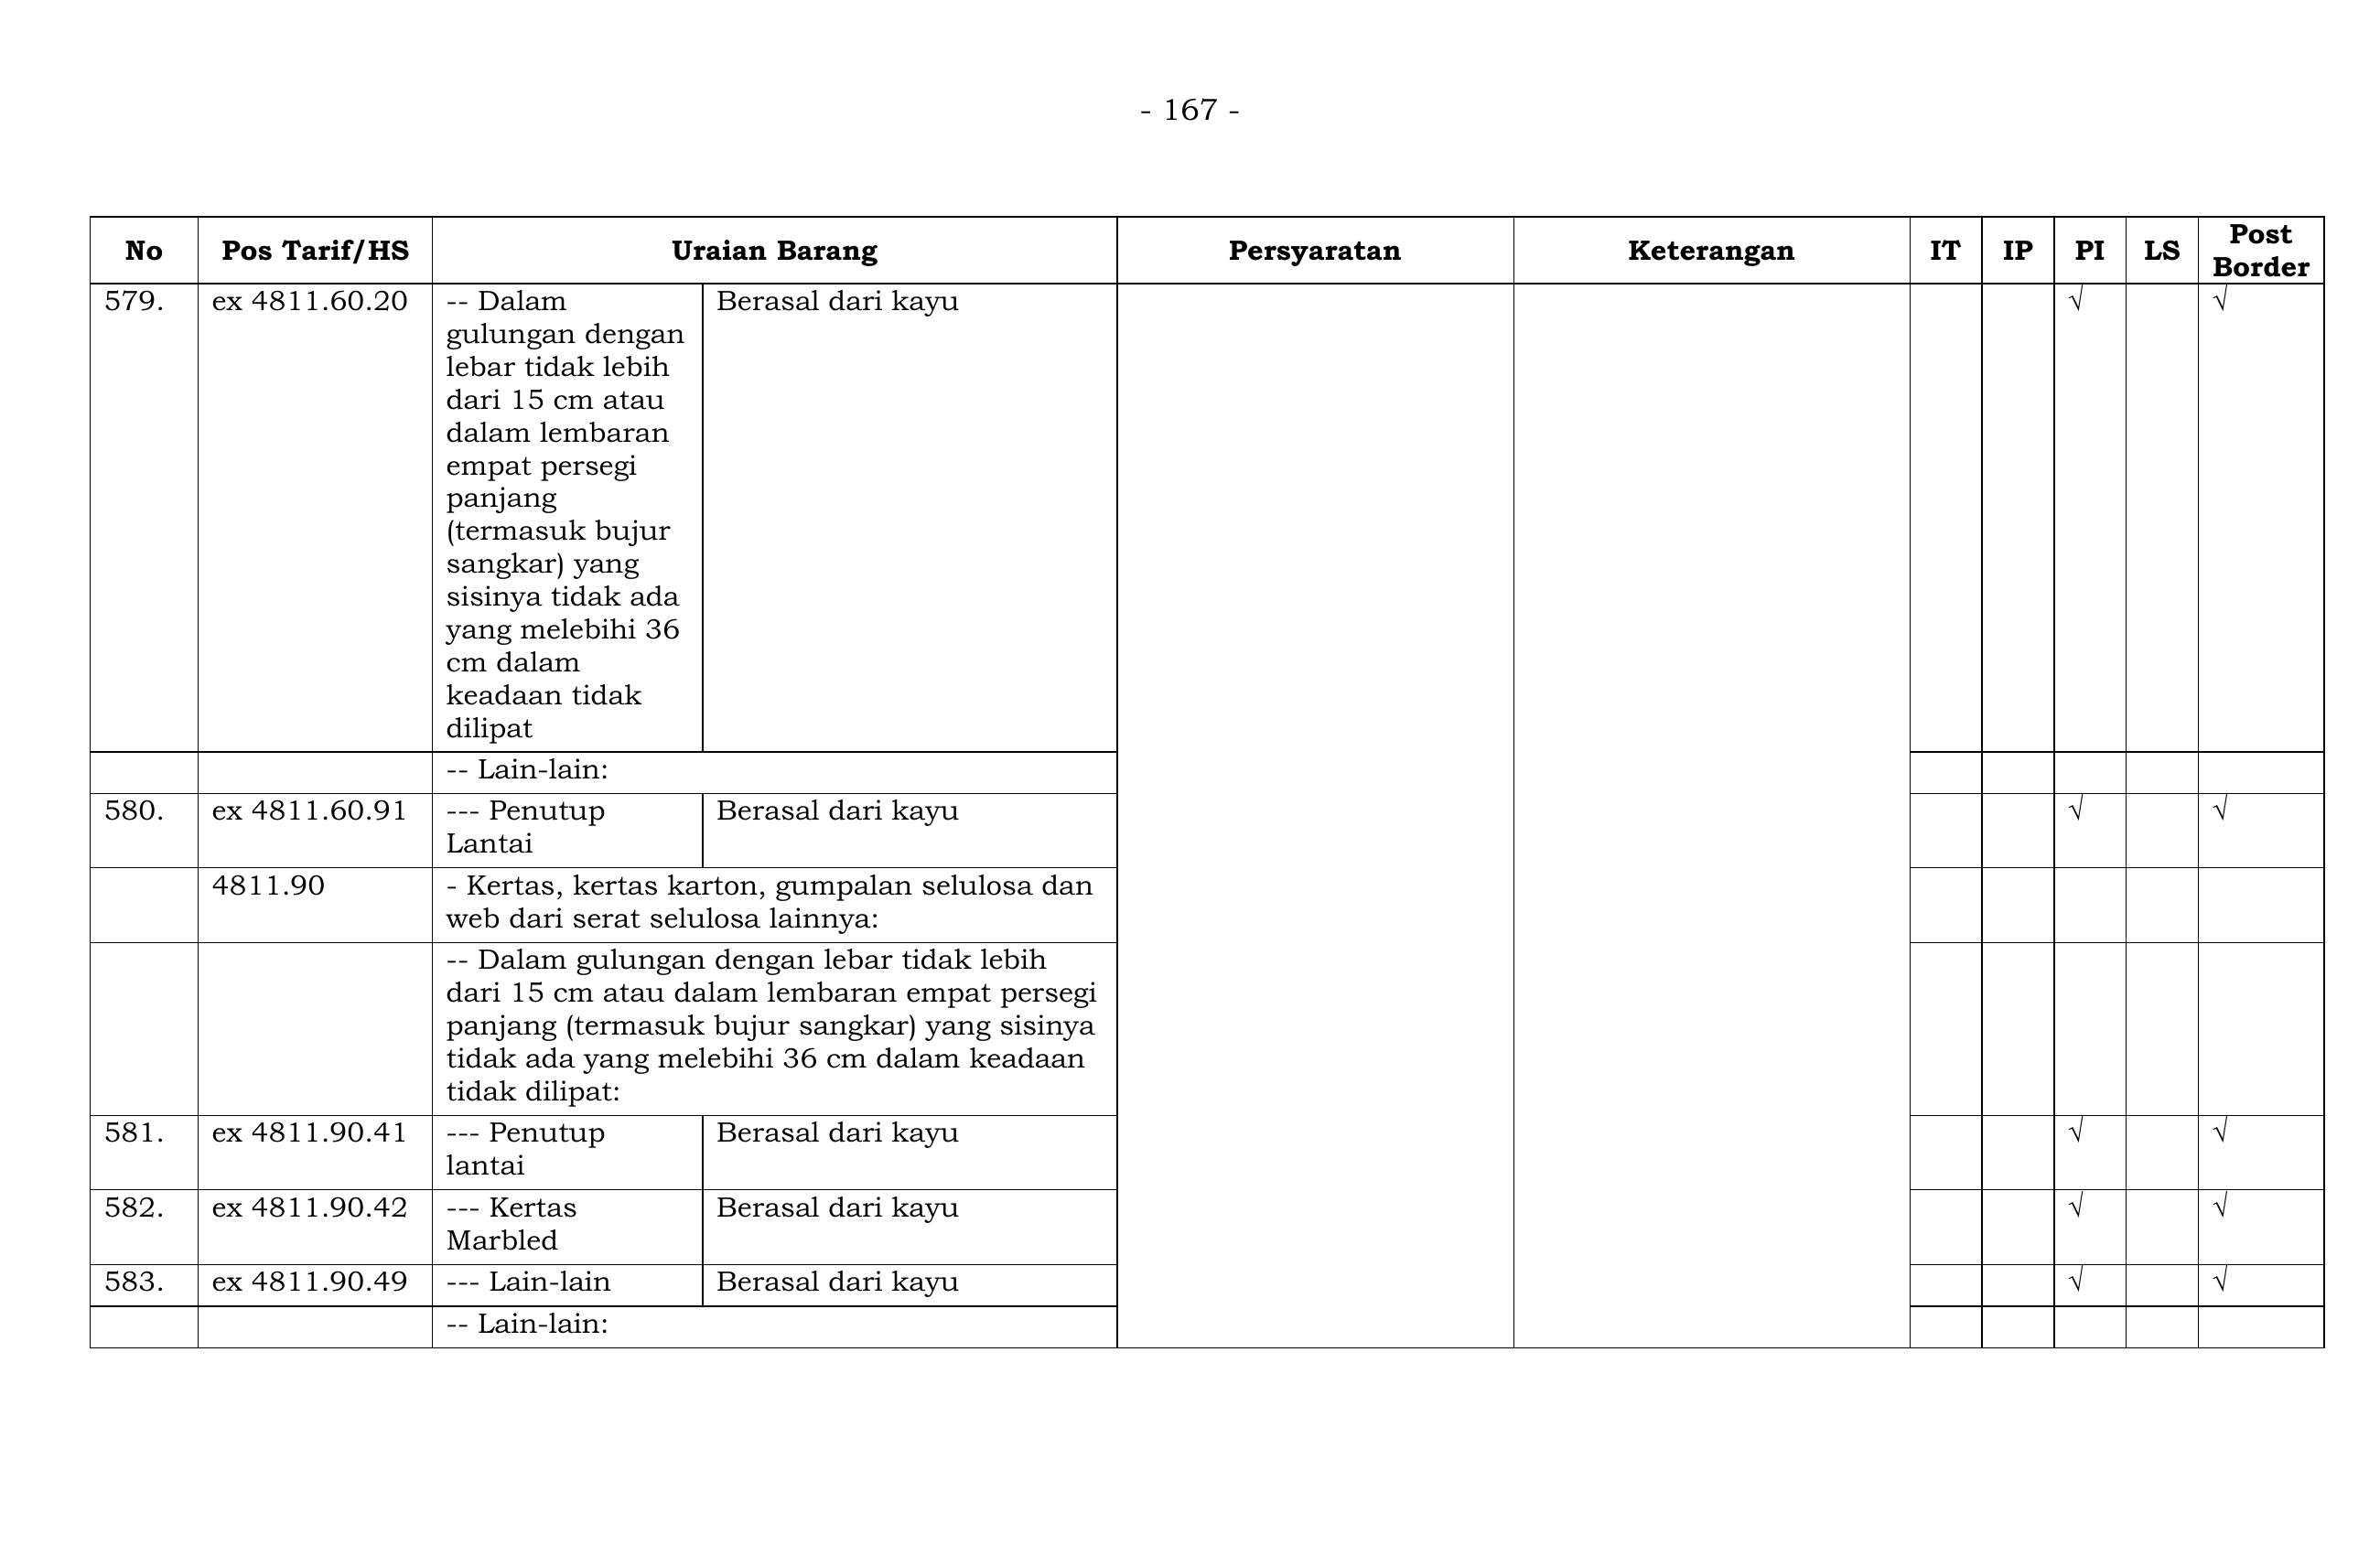 - 167 -
No Pos Tarif/HS Uraian Barang Persyaratan Keterangan IT IP PI LS Post Border
579. ex 4811.60.20 -- Dalam Berasal dari kayu √ √
gulungan dengan
lebar tidak lebih
dari 15 cm atau
dalam lembaran
empat persegi
panjang
(termasuk bujur
sangkar) yang
sisinya tidak ada
yang melebihi 36
cm dalam
keadaan tidak
dilipat
-- Lain-lain:
580. ex 4811.60.91 --- Penutup Berasal dari kayu √ √
Lantai
4811.90 - Kertas, kertas karton, gumpalan selulosa dan
web dari serat selulosa lainnya:
-- Dalam gulungan dengan lebar tidak lebih
dari 15 cm atau dalam lembaran empat persegi
panjang (termasuk bujur sangkar) yang sisinya
tidak ada yang melebihi 36 cm dalam keadaan
tidak dilipat:
581. ex 4811.90.41 --- Penutup Berasal dari kayu √ √
lantai
582. ex 4811.90.42 --- Kertas Berasal dari kayu √ √
Marbled
583. ex 4811.90.49 --- Lain-lain Berasal dari kayu √ √
-- Lain-lain: